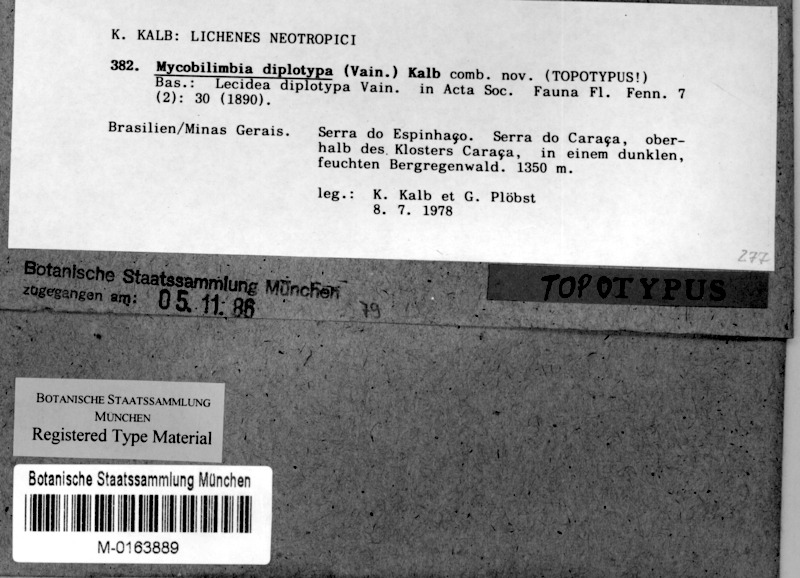 K. KALB: LICHENES NEOTROPICI
382. Mycobilimbia diplotypa (Vain.) Kalb comb. nov. (TOPOTYPUS!)
Bas.: Lecidea diplotypa Vain. in Acta Soc. Fauna Fl. Fenn. 7
(2): 30 (1890).
Brasilien/Minas Gerais. Serra do Espinhaço. Serra do Caraça, ober-
halb des Klosters Caraça, in einem dunklen,
feuchten Bergregenwald. 1350 m.
leg.: K. Kalb et G. Plöbst
8. 7. 1978
277
Botanische Staatssammlung München
zugegangen am: 05. 11. 86
79
TOPOTYPUS
BOTANISCHE STAATSSAMMLUNG
MUNCHEN
Registered Type Material
Botanische Staatssammlung München
M-0163889